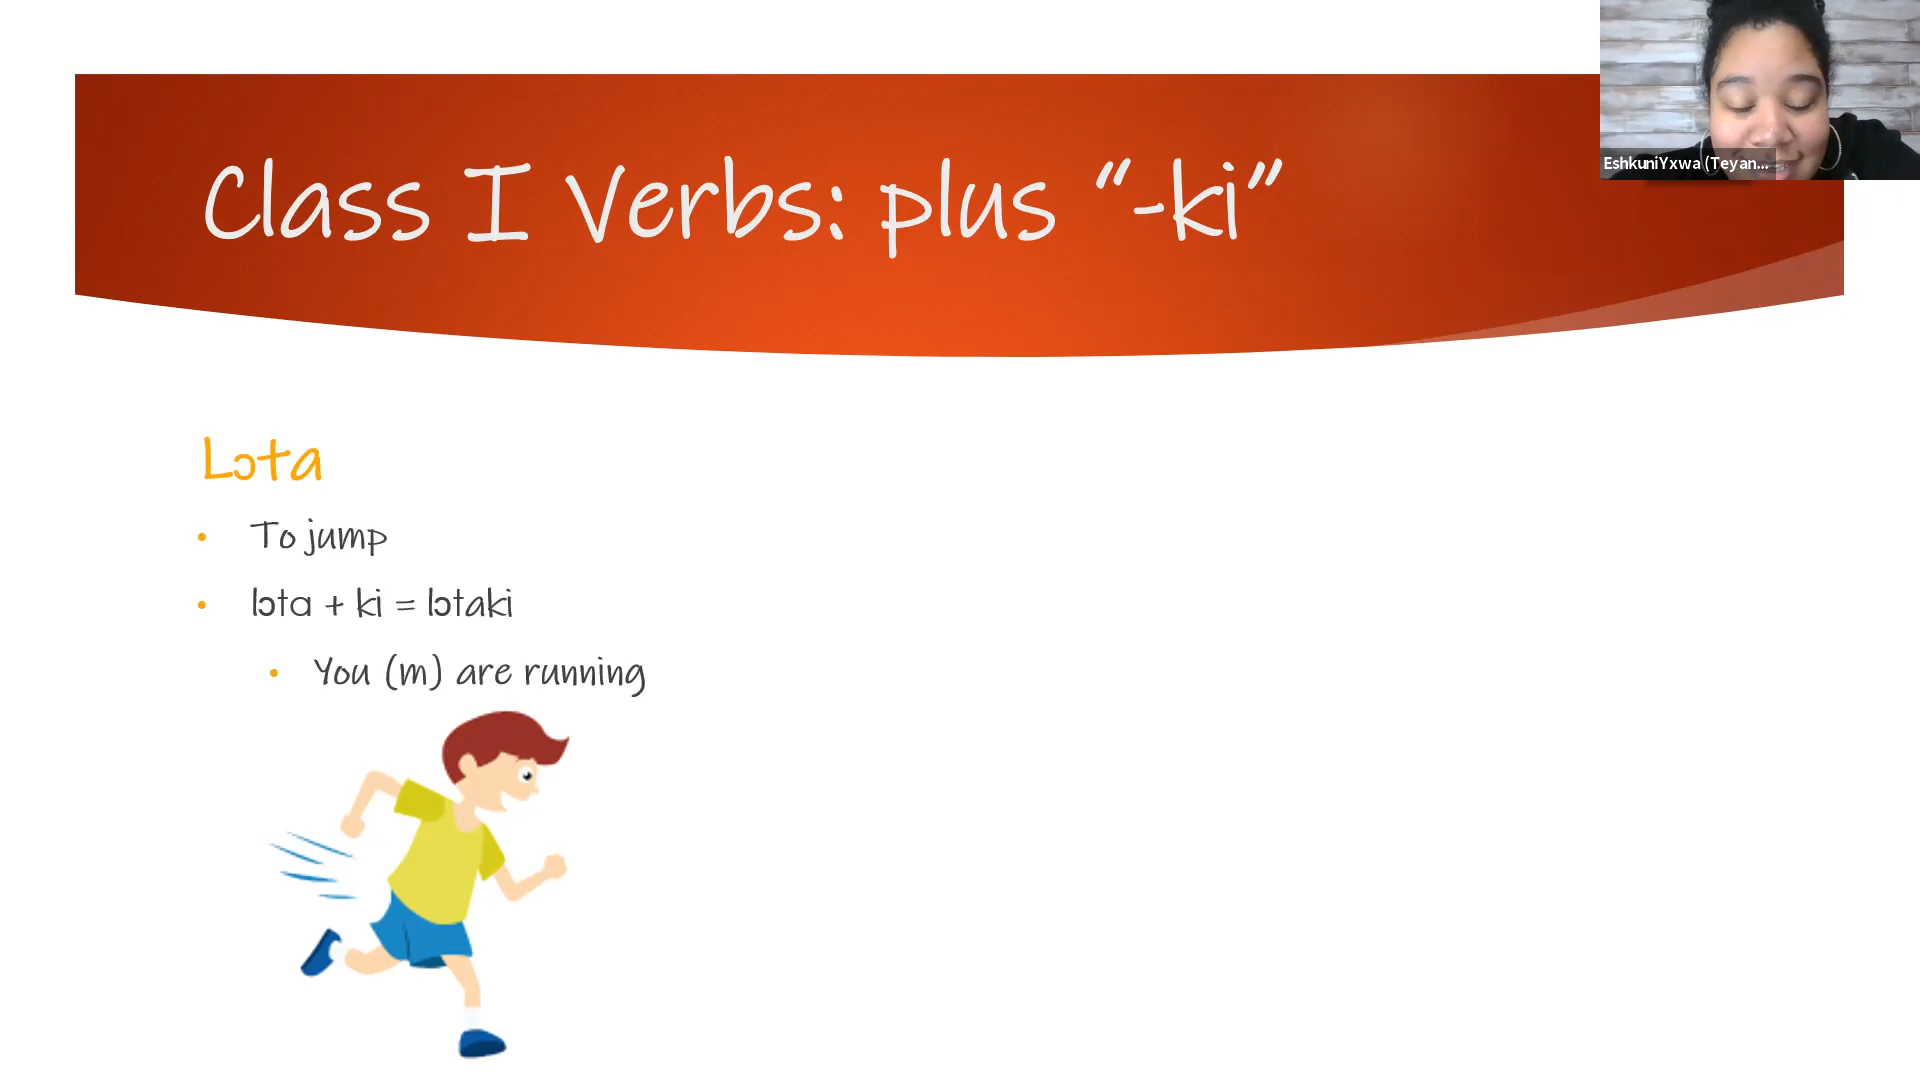 Class I Verbs: plus “-ki”
EshkuniYxwa (Teyan...
Lɔta
• To jump
• lɔta + ki = lɔtaki
• You (m) are running